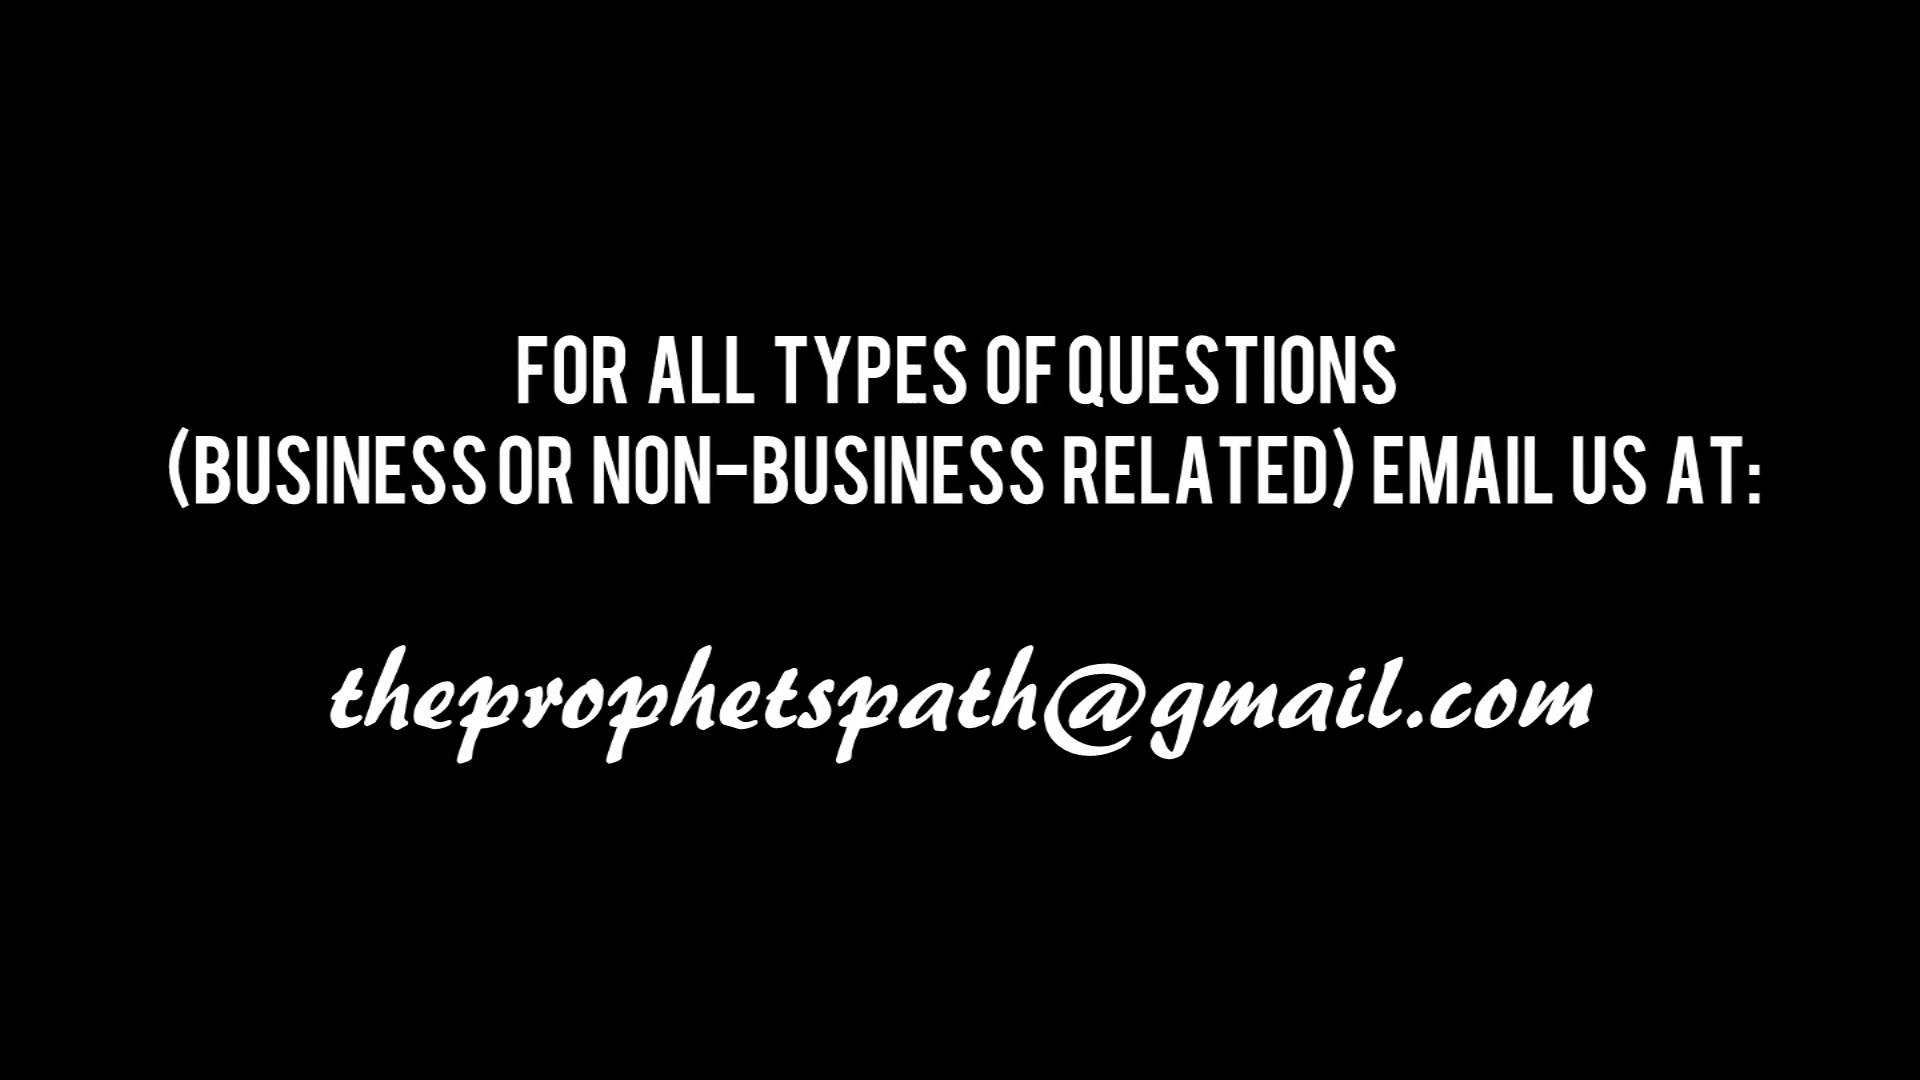 FOR ALL TYPES OF QUESTIONS
(BUSINESS OR NON-BUSINESS RELATED) EMAIL US AT:
theprophetspath@gmail.com